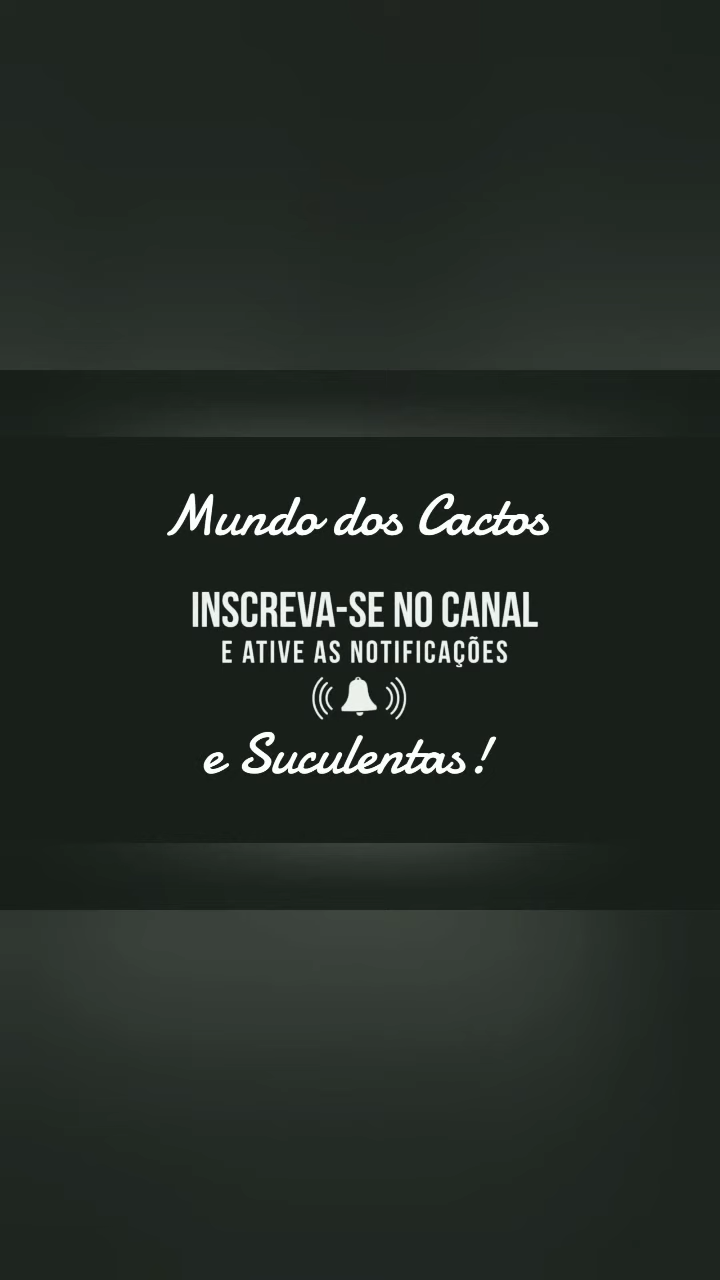 Mundo dos Cactos
INSCREVA-SE NO CANAL
E ATIVE AS NOTIFICAÇÕES
e Suculentas!